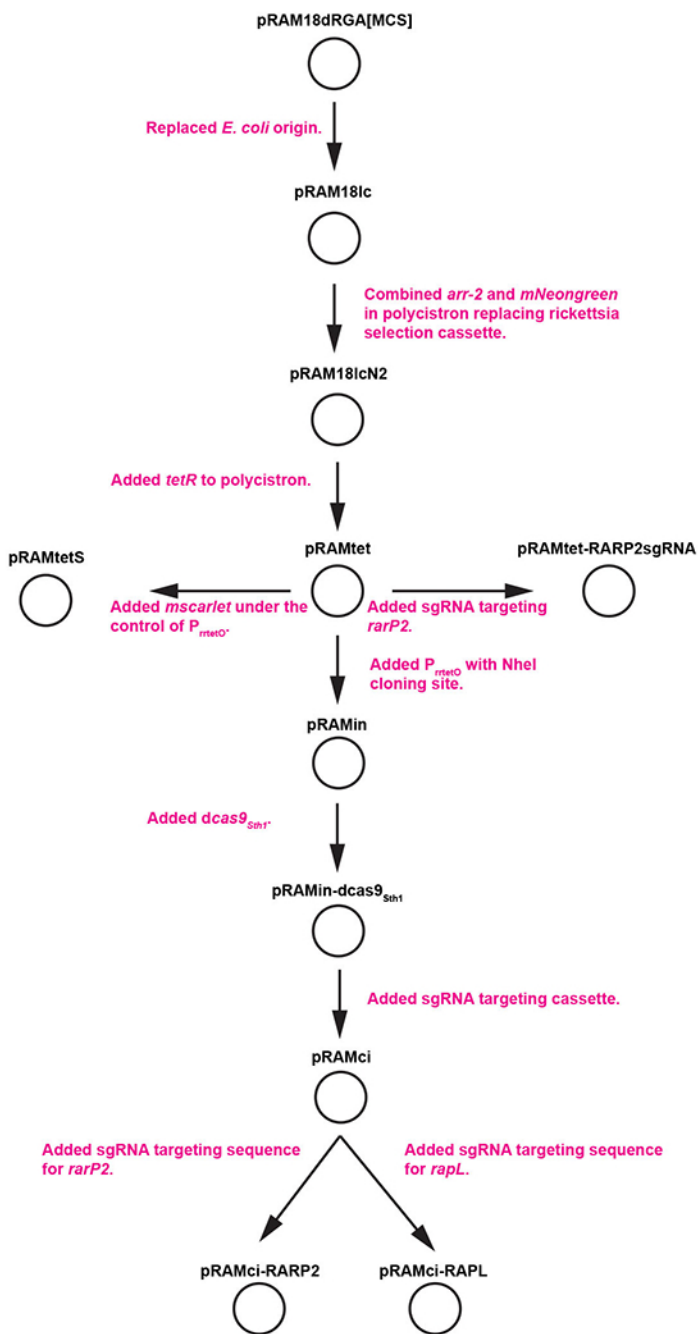 pRAM18dRGA[MCS]
Replaced E. coli origin.
pRAM18Ic
Combined arr-2 and mNeongreen
in polycistron replacing rickettsia
selection cassette.
pRAM18IcN2
Added tetR to polycistron.
pRAMtetS
pRAMtet
pRAMtet-RARP2sgRNA
Added mscarlet under the
control of PrrtetO.
Added sgRNA targeting
rarP2.
Added PrrtetO with NheI
cloning site.
pRAMin
Added dcas9Sth1.
pRAMin-dcas9Sth1
Added sgRNA targeting cassette.
pRAMci
Added sgRNA targeting sequence
for rarP2.
Added sgRNA targeting sequence
for rapL.
pRAMci-RARP2
pRAMci-RAPL